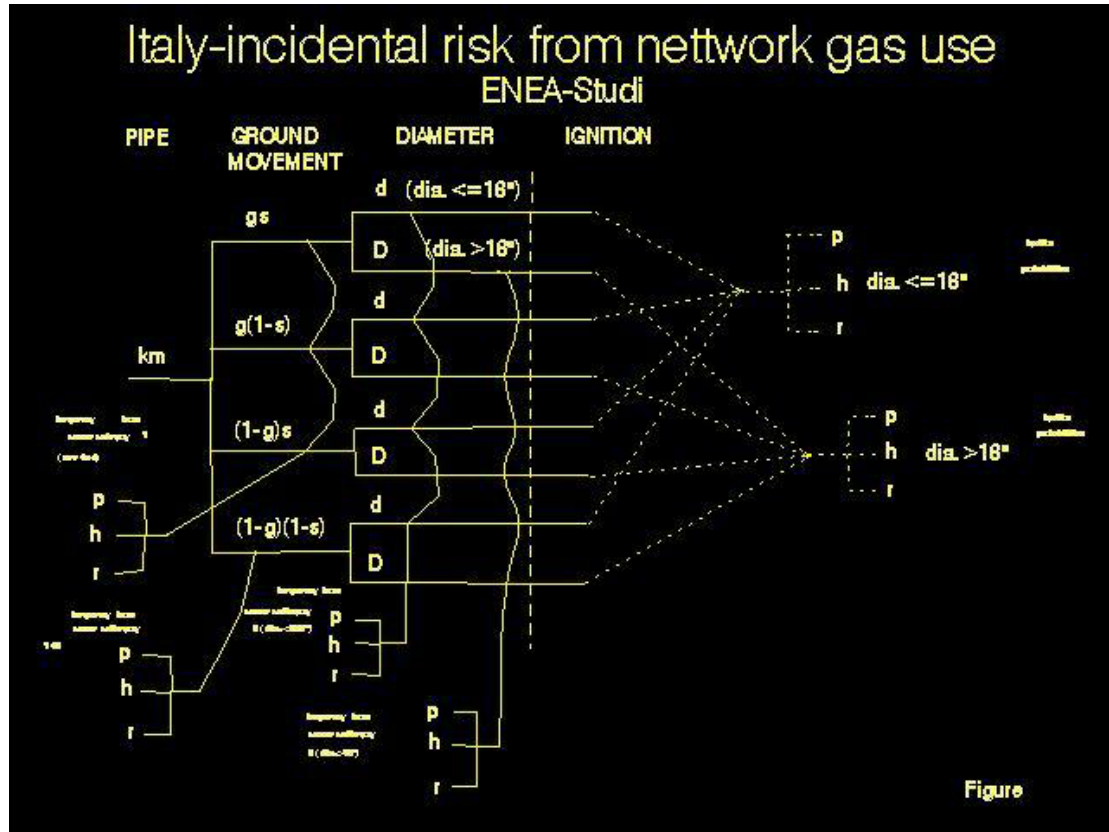 Italy-incidental risk from nettwork gas use
ENEA-Studi
PIPE GROUND MOVEMENT DIAMETER IGNITION
d (dia. <=16")
gs
D (dia. >16")
p
h dia. <=16"
r
d
g(1-s)
D
km
d
(1-g)s
D
p
h dia. >16"
r
d
(1-g)(1-s)
D
p
h
r
p
h
r
p
h
r
p
h
r
Figure